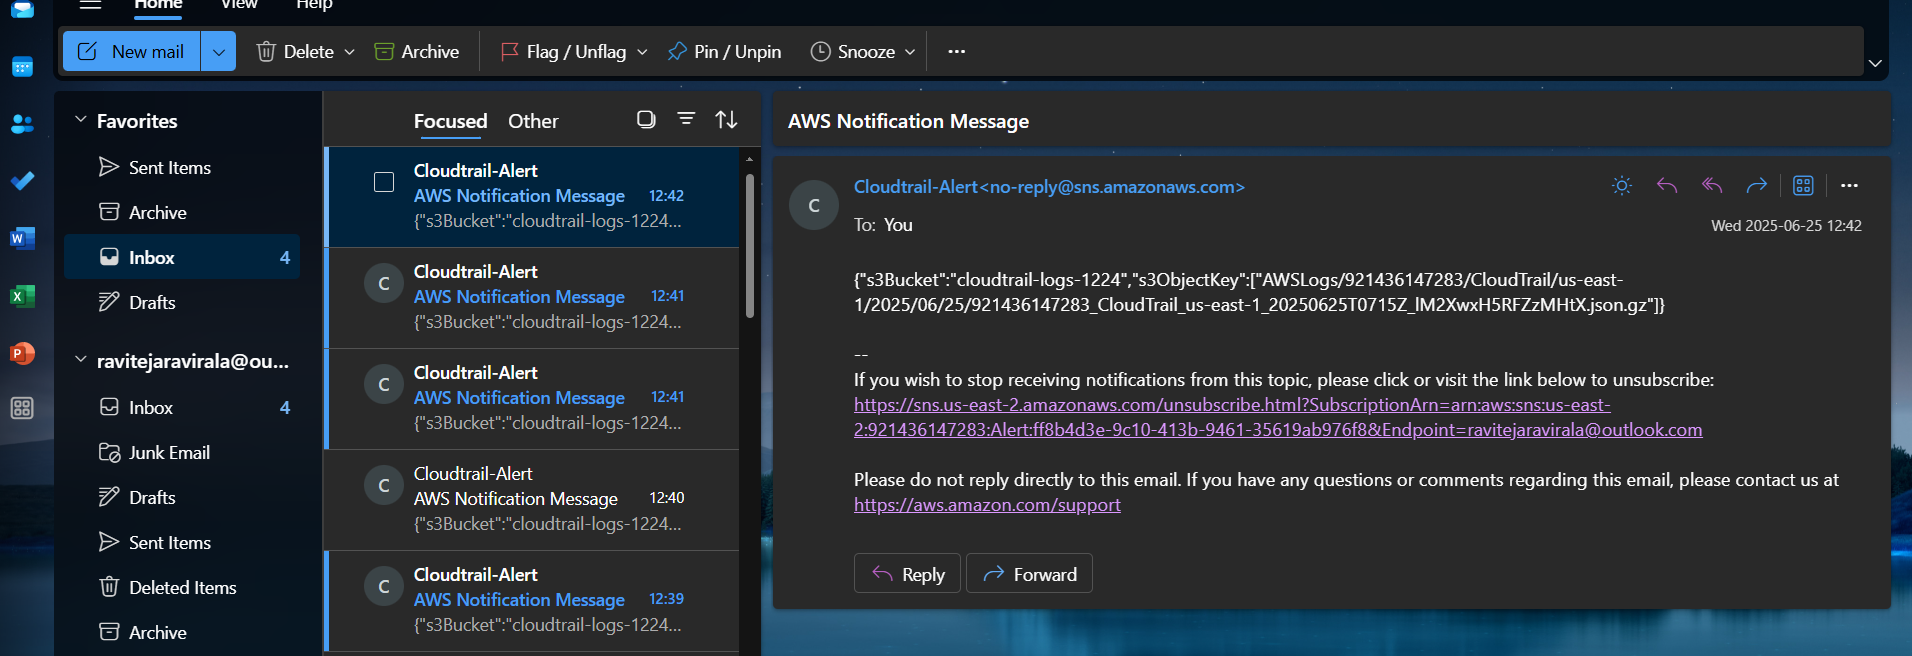 Home View Help
New mail Delete Archive Flag / Unflag Pin / Unpin Snooze ...
Favorites
Sent Items
Archive
Inbox 4
Drafts
ravitejaravirala@ou...
Inbox 4
Junk Email
Drafts
Sent Items
Deleted Items
Archive
Focused Other
Cloudtrail-Alert
AWS Notification Message 12:42
{"s3Bucket":"cloudtrail-logs-1224...
C
Cloudtrail-Alert
AWS Notification Message 12:41
{"s3Bucket":"cloudtrail-logs-1224...
C
Cloudtrail-Alert
AWS Notification Message 12:41
{"s3Bucket":"cloudtrail-logs-1224...
C
Cloudtrail-Alert
AWS Notification Message 12:40
{"s3Bucket":"cloudtrail-logs-1224...
C
Cloudtrail-Alert
AWS Notification Message 12:39
{"s3Bucket":"cloudtrail-logs-1224...
AWS Notification Message
C
Cloudtrail-Alert<no-reply@sns.amazonaws.com>
To: You
Wed 2025-06-25 12:42
{"s3Bucket":"cloudtrail-logs-1224","s3ObjectKey":["AWSLogs/921436147283/CloudTrail/us-east-
1/2025/06/25/921436147283_CloudTrail_us-east-1_20250625T0715Z_lM2XwxH5RFZzMHtX.json.gz"]}
--
If you wish to stop receiving notifications from this topic, please click or visit the link below to unsubscribe:
https://sns.us-east-2.amazonaws.com/unsubscribe.html?SubscriptionArn=arn:aws:sns:us-east-
2:921436147283:Alert:ff8b4d3e-9c10-413b-9461-35619ab976f8&Endpoint=ravitejaravirala@outlook.com
Please do not reply directly to this email. If you have any questions or comments regarding this email, please contact us at
https://aws.amazon.com/support
Reply Forward